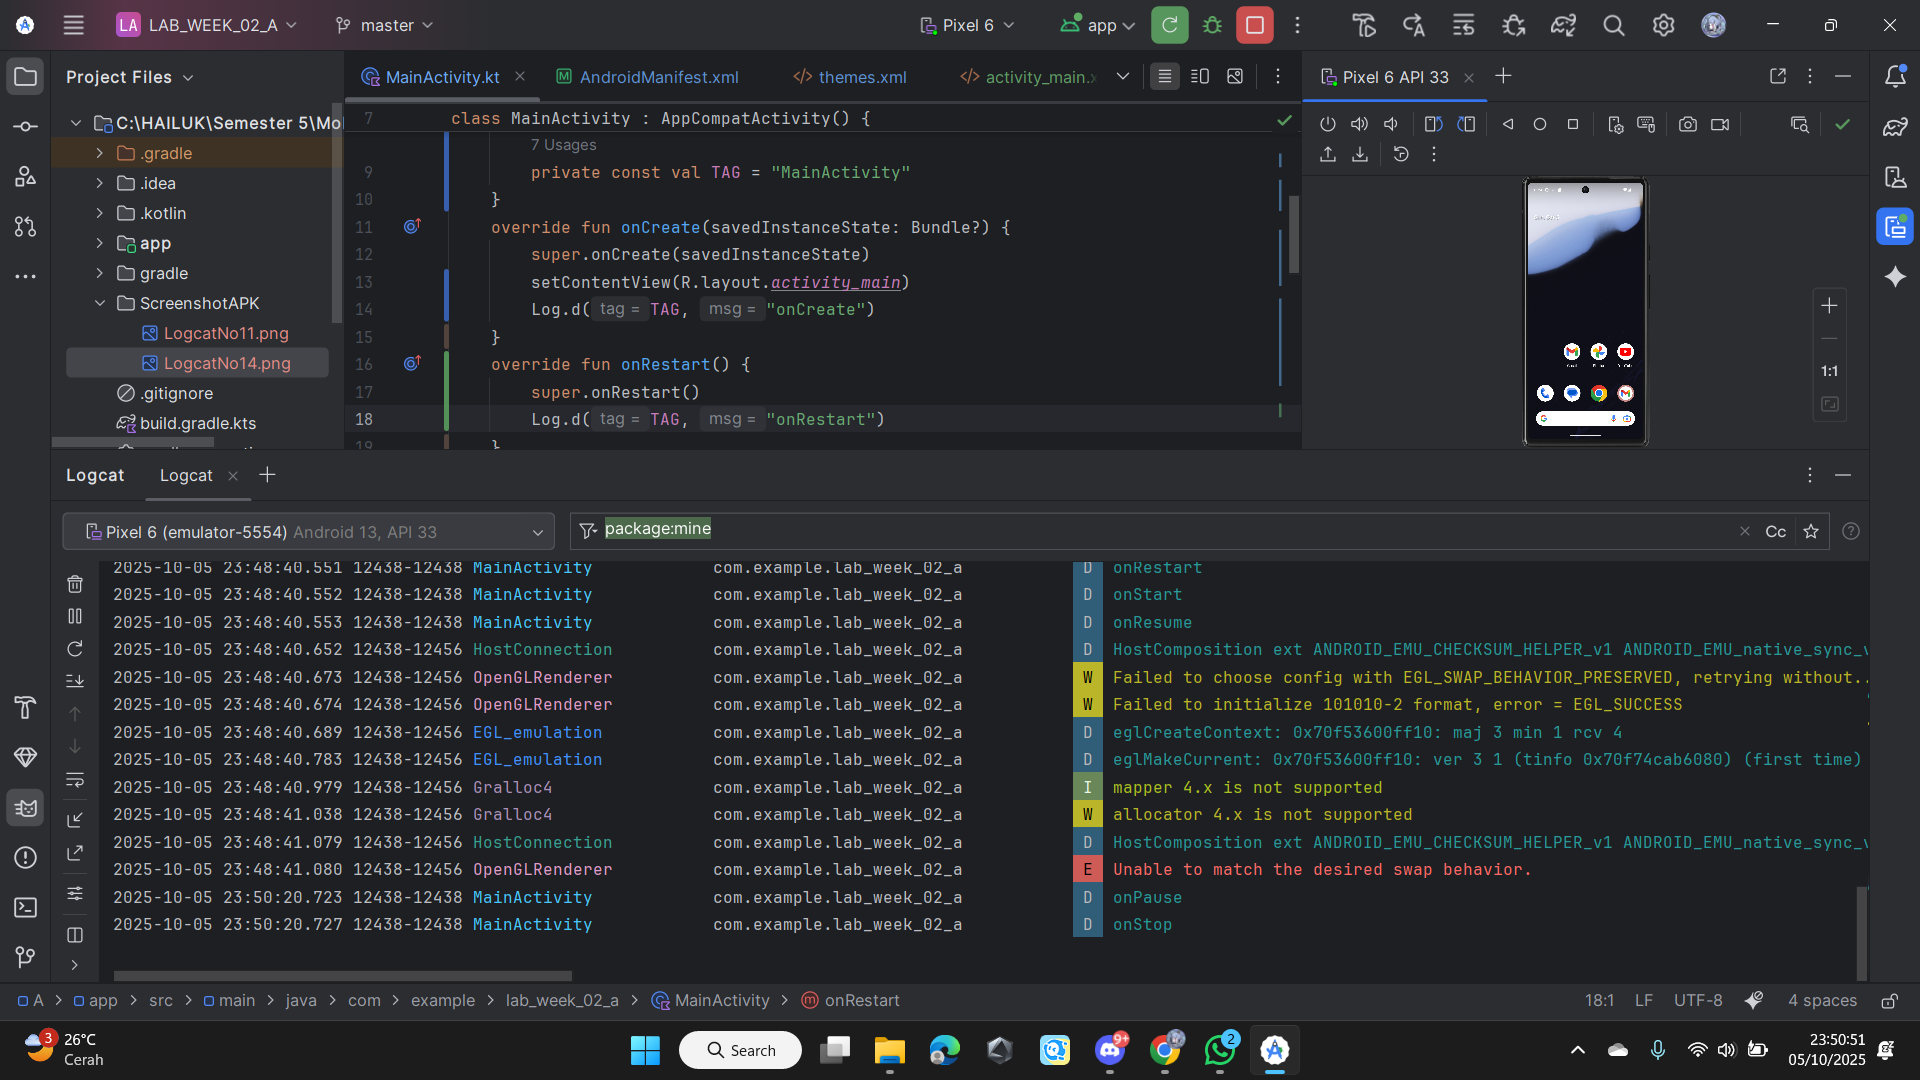 LA LAB_WEEK_02_A master Pixel 6 app
Project Files
C:\HAILUK\Semester 5\Mo
.gradle
.idea
.kotlin
app
gradle
ScreenshotAPK
LogcatNo11.png
LogcatNo14.png
.gitignore
build.gradle.kts
MainActivity.kt AndroidManifest.xml themes.xml activity_main.x
7 class MainActivity : AppCompatActivity() {
7 Usages
9 private const val TAG = "MainActivity"
10 }
11 override fun onCreate(savedInstanceState: Bundle?) {
12 super.onCreate(savedInstanceState)
13 setContentView(R.layout.activity_main)
14 Log.d( tag = TAG, msg = "onCreate")
15 }
16 override fun onRestart() {
17 super.onRestart()
18 Log.d( tag = TAG, msg = "onRestart")
19 }
Pixel 6 API 33
1:1
Logcat Logcat
Pixel 6 (emulator-5554) Android 13, API 33
package:mine
Cc
2025-10-05 23:48:40.551 12438-12438 MainActivity com.example.lab_week_02_a D onRestart
2025-10-05 23:48:40.552 12438-12438 MainActivity com.example.lab_week_02_a D onStart
2025-10-05 23:48:40.553 12438-12438 MainActivity com.example.lab_week_02_a D onResume
2025-10-05 23:48:40.652 12438-12456 HostConnection com.example.lab_week_02_a D HostComposition ext ANDROID_EMU_CHECKSUM_HELPER_v1 ANDROID_EMU_native_sync_v
2025-10-05 23:48:40.673 12438-12456 OpenGLRenderer com.example.lab_week_02_a W Failed to choose config with EGL_SWAP_BEHAVIOR_PRESERVED, retrying without..
2025-10-05 23:48:40.674 12438-12456 OpenGLRenderer com.example.lab_week_02_a W Failed to initialize 101010-2 format, error = EGL_SUCCESS
2025-10-05 23:48:40.689 12438-12456 EGL_emulation com.example.lab_week_02_a D eglCreateContext: 0x70f53600ff10: maj 3 min 1 rcv 4
2025-10-05 23:48:40.783 12438-12456 EGL_emulation com.example.lab_week_02_a D eglMakeCurrent: 0x70f53600ff10: ver 3 1 (tinfo 0x70f74cab6080) (first time)
2025-10-05 23:48:40.979 12438-12456 Gralloc4 com.example.lab_week_02_a I mapper 4.x is not supported
2025-10-05 23:48:41.038 12438-12456 Gralloc4 com.example.lab_week_02_a W allocator 4.x is not supported
2025-10-05 23:48:41.079 12438-12456 HostConnection com.example.lab_week_02_a D HostComposition ext ANDROID_EMU_CHECKSUM_HELPER_v1 ANDROID_EMU_native_sync_v
2025-10-05 23:48:41.080 12438-12456 OpenGLRenderer com.example.lab_week_02_a E Unable to match the desired swap behavior.
2025-10-05 23:50:20.723 12438-12438 MainActivity com.example.lab_week_02_a D onPause
2025-10-05 23:50:20.727 12438-12438 MainActivity com.example.lab_week_02_a D onStop
A > app > src > main > java > com > example > lab_week_02_a > MainActivity > onRestart
18:1 LF UTF-8 4 spaces
3 26°C
Cerah
Search
9+
2
23:50:51
05/10/2025